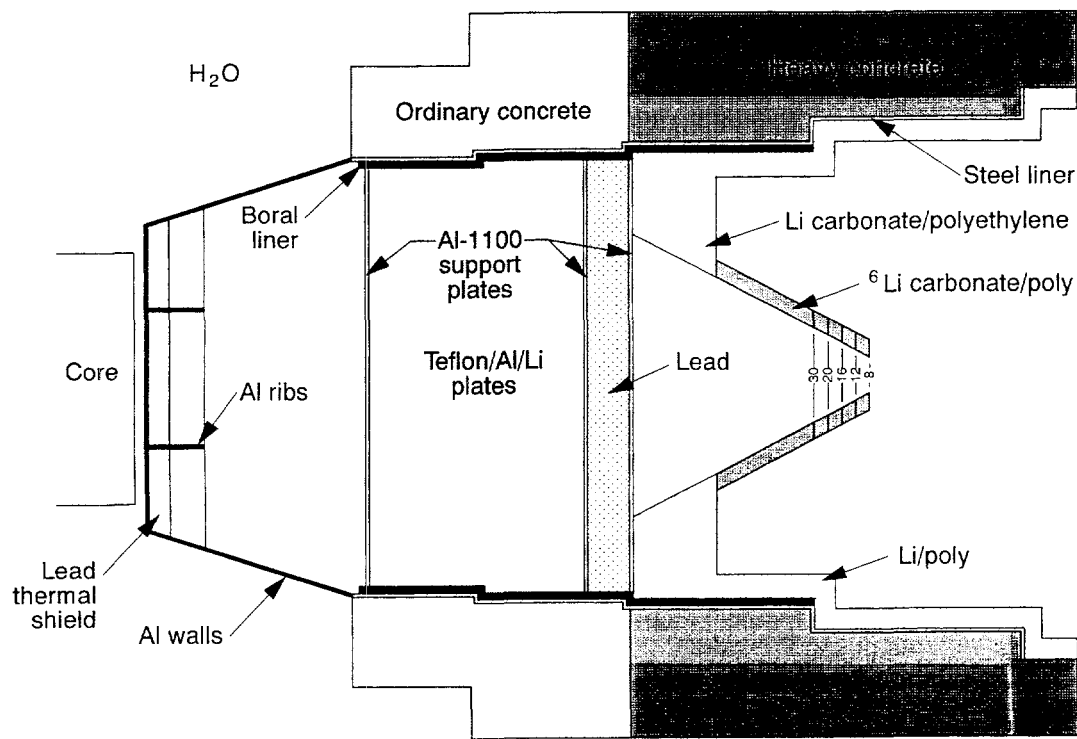 H₂O
heavy concrete
Ordinary concrete
Steel liner
Boral
liner
Al-1100
support
plates
Li carbonate/polyethylene
⁶Li carbonate/poly
Core
Teflon/Al/Li
plates
Lead
30
20
16
12
8
Al ribs
Lead
thermal
shield
Al walls
Li/poly